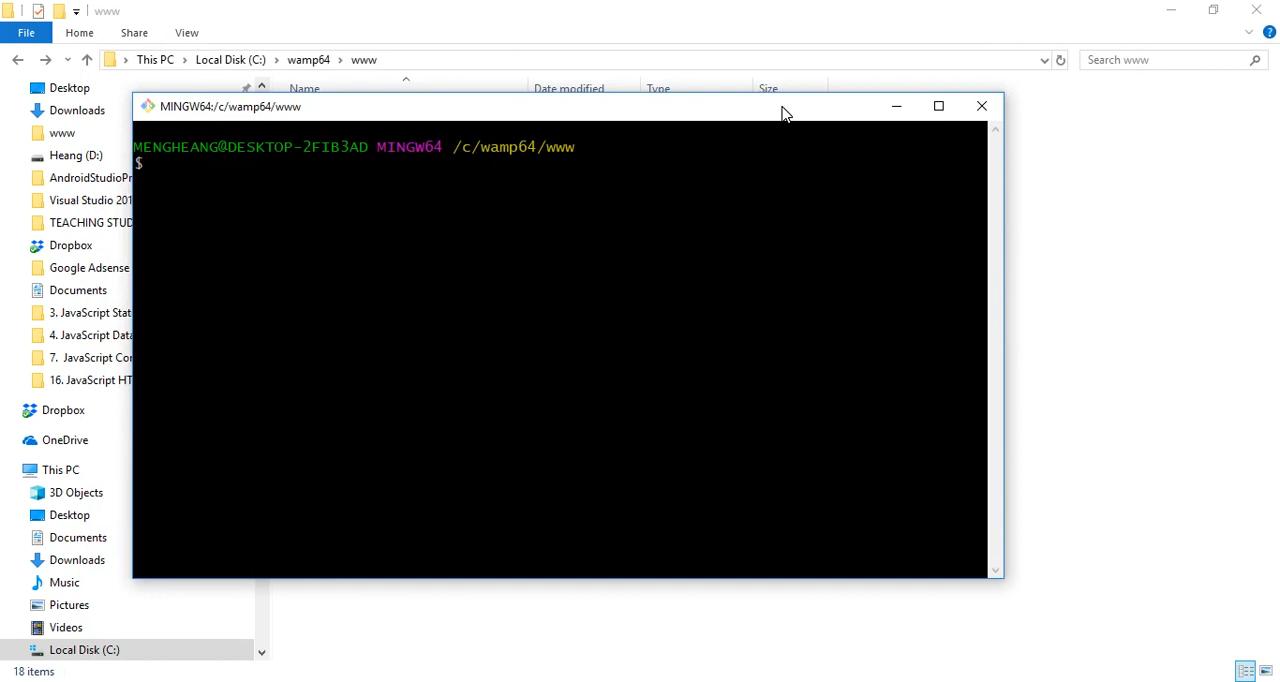 www
File Home Share View
This PC Local Disk (C:) wamp64 www
Search www
Name Date modified Type Size
Desktop
Downloads
www
Heang (D:)
AndroidStudioPr
Visual Studio 201
TEACHING STUD
Dropbox
Google Adsense
Documents
3. JavaScript Stat
4. JavaScript Data
7. JavaScript Cor
16. JavaScript HT
Dropbox
OneDrive
This PC
3D Objects
Desktop
Documents
Downloads
Music
Pictures
Videos
Local Disk (C:)
18 items
MINGW64:/c/wamp64/www
MENGHEANG@DESKTOP-2FIB3AD MINGW64 /c/wamp64/www
$